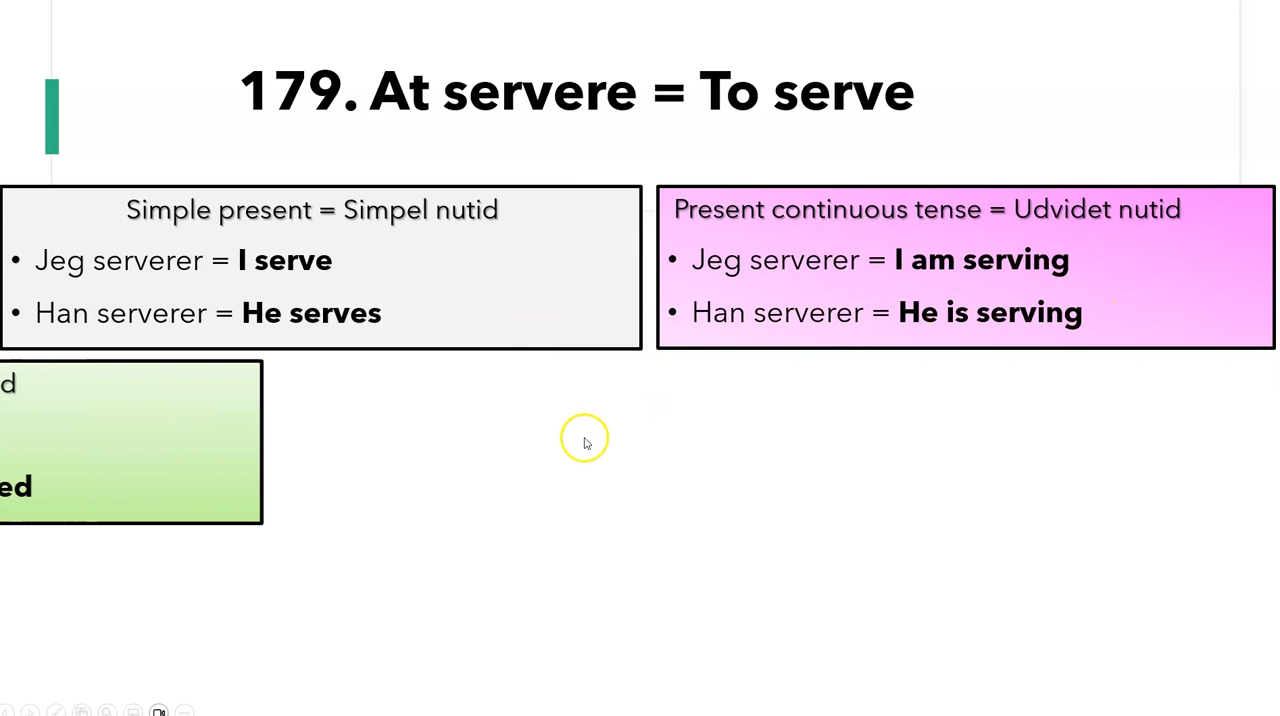 179. At servere = To serve
Simple present = Simpel nutid
• Jeg serverer = I serve
• Han serverer = He serves
Present continuous tense = Udvidet nutid
• Jeg serverer = I am serving
• Han serverer = He is serving
d
ed